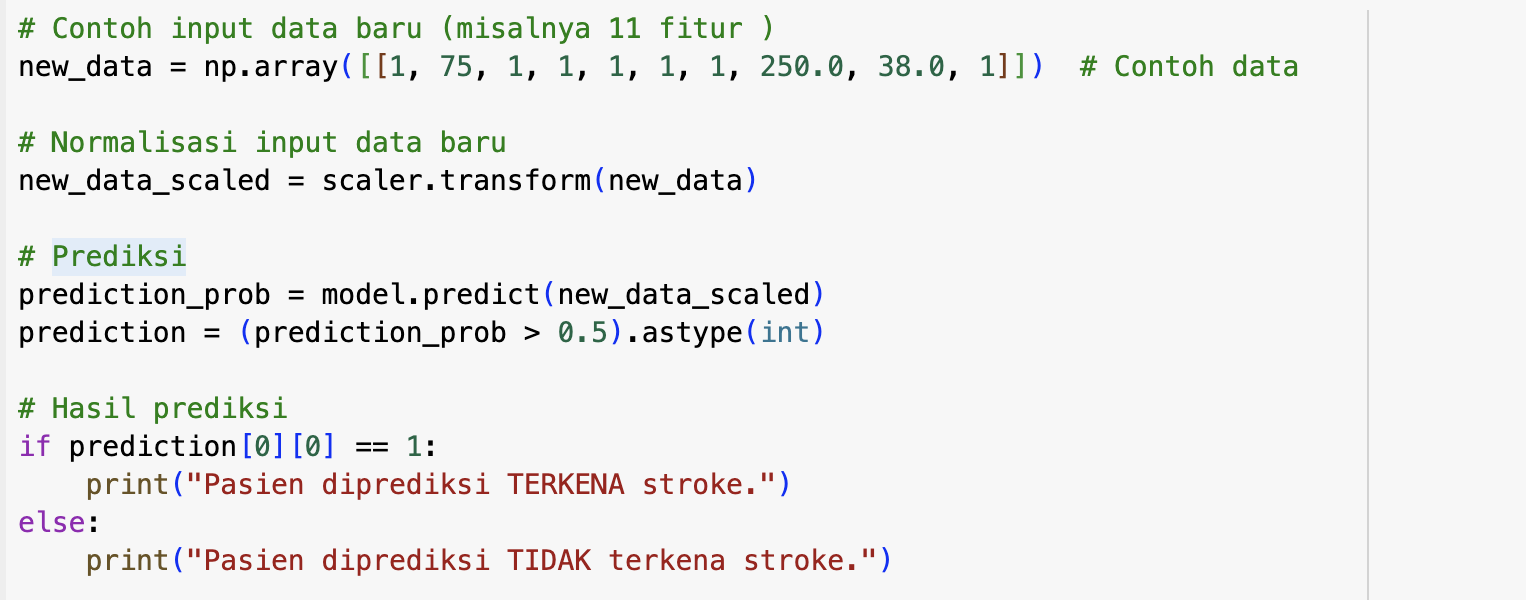 # Contoh input data baru (misalnya 11 fitur )
new_data = np.array([[1, 75, 1, 1, 1, 1, 1, 250.0, 38.0, 1]])  # Contoh data
# Normalisasi input data baru
new_data_scaled = scaler.transform(new_data)
# Prediksi
prediction_prob = model.predict(new_data_scaled)
prediction = (prediction_prob > 0.5).astype(int)
# Hasil prediksi
if prediction[0][0] == 1:
    print("Pasien diprediksi TERKENA stroke.")
else:
    print("Pasien diprediksi TIDAK terkena stroke.")